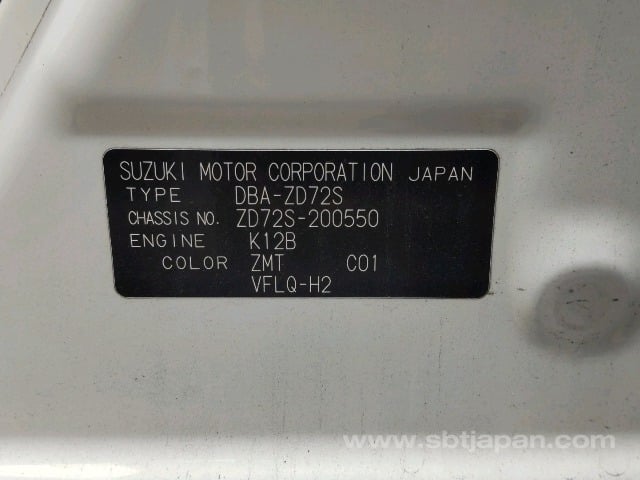 SUZUKI MOTOR CORPORATION JAPAN
TYPE DBA-ZD72S
CHASSIS NO. ZD72S-200550
ENGINE K12B
COLOR ZMT C01
VFLQ-H2
www.sbtjapan.com